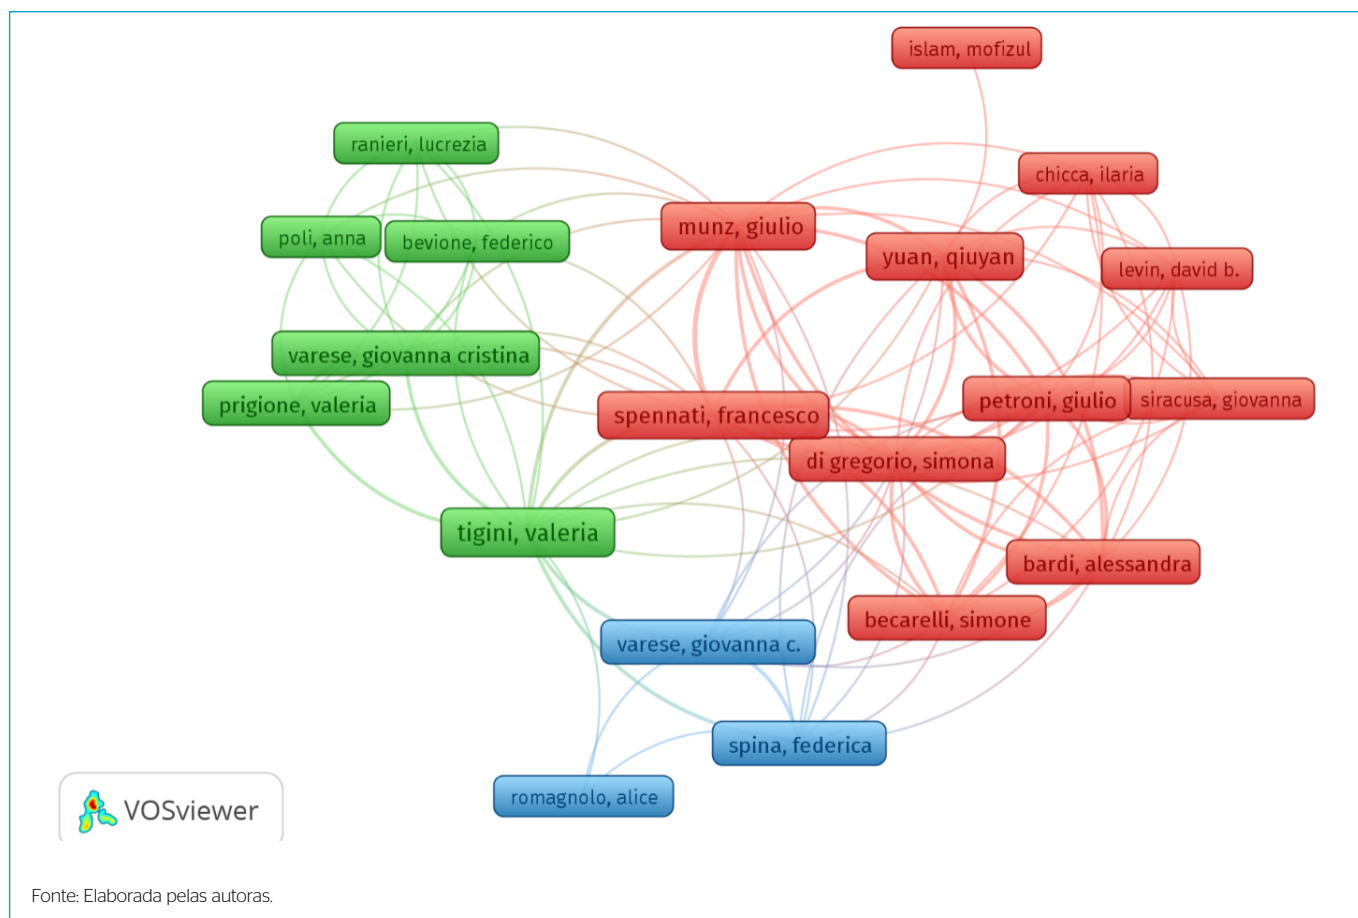 islam, mofizul
ranieri, lucrezia
chicca, ilaria
munz, giulio
poli, anna
bevione, federico
yuan, qiuyan
levin, david b.
varese, giovanna cristina
prigione, valeria
petroni, giulio
siracusa, giovanna
spennati, francesco
di gregorio, simona
tigini, valeria
bardi, alessandra
becarelli, simone
varese, giovanna c.
spina, federica
romagnolo, alice
VOSviewer
Fonte: Elaborada pelas autoras.